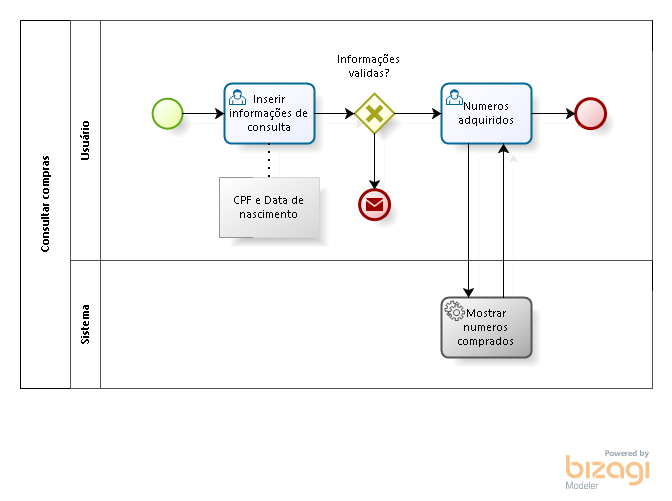 Consultar compras
Usuário
Informações
validas?
Inserir
informações de
consulta
Numeros
adquiridos
CPF e Data de
nascimento
Sistema
Mostrar
numeros
comprados
Powered by
bizagi
Modeler